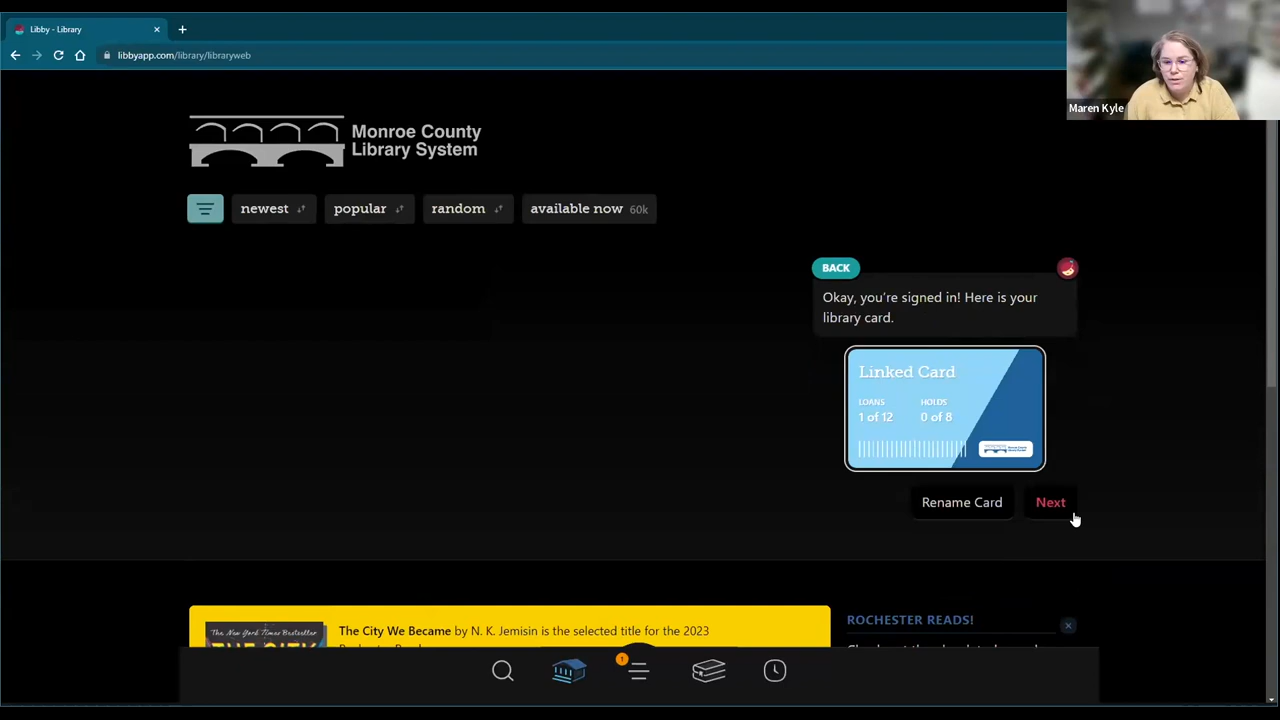 Libby - Library
libbyapp.com/library/libraryweb
Maren Kyle
Monroe County
Library System
newest
popular
random
available now 60k
BACK
Okay, you're signed in! Here is your
library card.
Linked Card
LOANS HOLDS
1 of 12 0 of 8
Rename Card
Next
The New York Times Bestseller
The City We Became by N. K. Jemisin is the selected title for the 2023
ROCHESTER READS!
1